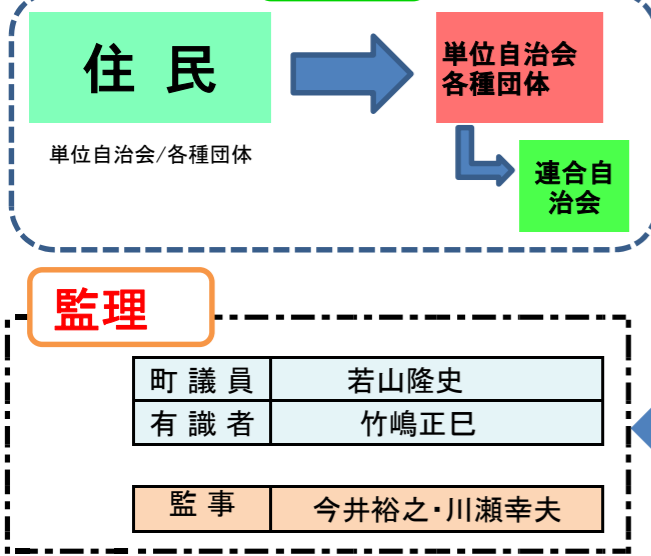 住 民
単位自治会
各種団体
単位自治会/各種団体
連合自
治会
監理
町 議 員 若山隆史
有 識 者 竹嶋正巳
監 事 今井裕之・川瀬幸夫